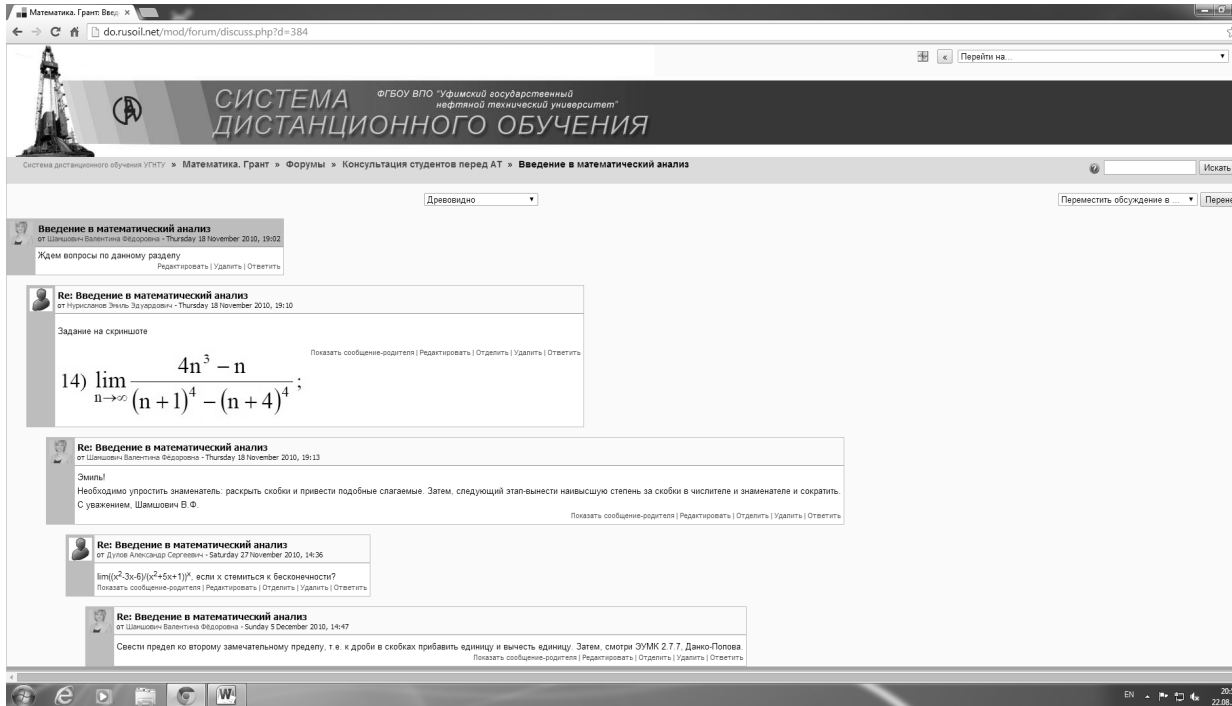 Математика. Грант:Введ
do.rusoil.net/mod/forum/discuss.php?d=384
« Перейти на...
СИСТЕМА
ДИСТАНЦИОННОГО ОБУЧЕНИЯ
ФГБОУ ВПО "Уфимский государственный
нефтяной технический университет"
Система дистанционного обучения УГНТУ » Математика. Грант » Форумы » Консультация студентов перед АТ » Введение в математический анализ
Искать
Древовидно
Переместить обсуждение в ...
Перене
Введение в математический анализ
от Шамшович Валентина Фёдоровна - Thursday 18 November 2010, 19:02
Ждем вопросы по данному разделу
Редактировать | Удалить | Ответить
Re: Введение в математический анализ
от Нурисланов Эмиль Эдуардович - Thursday 18 November 2010, 19:10
Задание на скриншоте
Показать сообщение-родителя | Редактировать | Отделить | Удалить | Ответить
14) lim n→∞ (4n³ − n)/((n+1)⁴ − (n+4)⁴) ;
Re: Введение в математический анализ
от Шамшович Валентина Фёдоровна - Thursday 18 November 2010, 19:13
Эмиль!
Необходимо упростить знаменатель: раскрыть скобки и привести подобные слагаемые. Затем, следующий этап-вынести наивысшую степень за скобки в числителе и знаменателе и сократить.
С уважением, Шамшович В.Ф.
Показать сообщение-родителя | Редактировать | Отделить | Удалить | Ответить
Re: Введение в математический анализ
от Дулов Александр Сергеевич - Saturday 27 November 2010, 14:36
lim((x²-3x-6)/(x²+5x+1))ˣ, если х стемиться к бесконечности?
Показать сообщение-родителя | Редактировать | Отделить | Удалить | Ответить
Re: Введение в математический анализ
от Шамшович Валентина Фёдоровна - Sunday 5 December 2010, 14:47
Свести предел ко второму замечательному пределу, т.е. к дроби в скобках прибавить единицу и вычесть единицу. Затем, смотри ЭУМК 2.7.7, Данко-Попова.
Показать сообщение-родителя | Редактировать | Отделить | Удалить | Ответить
EN
22.08.